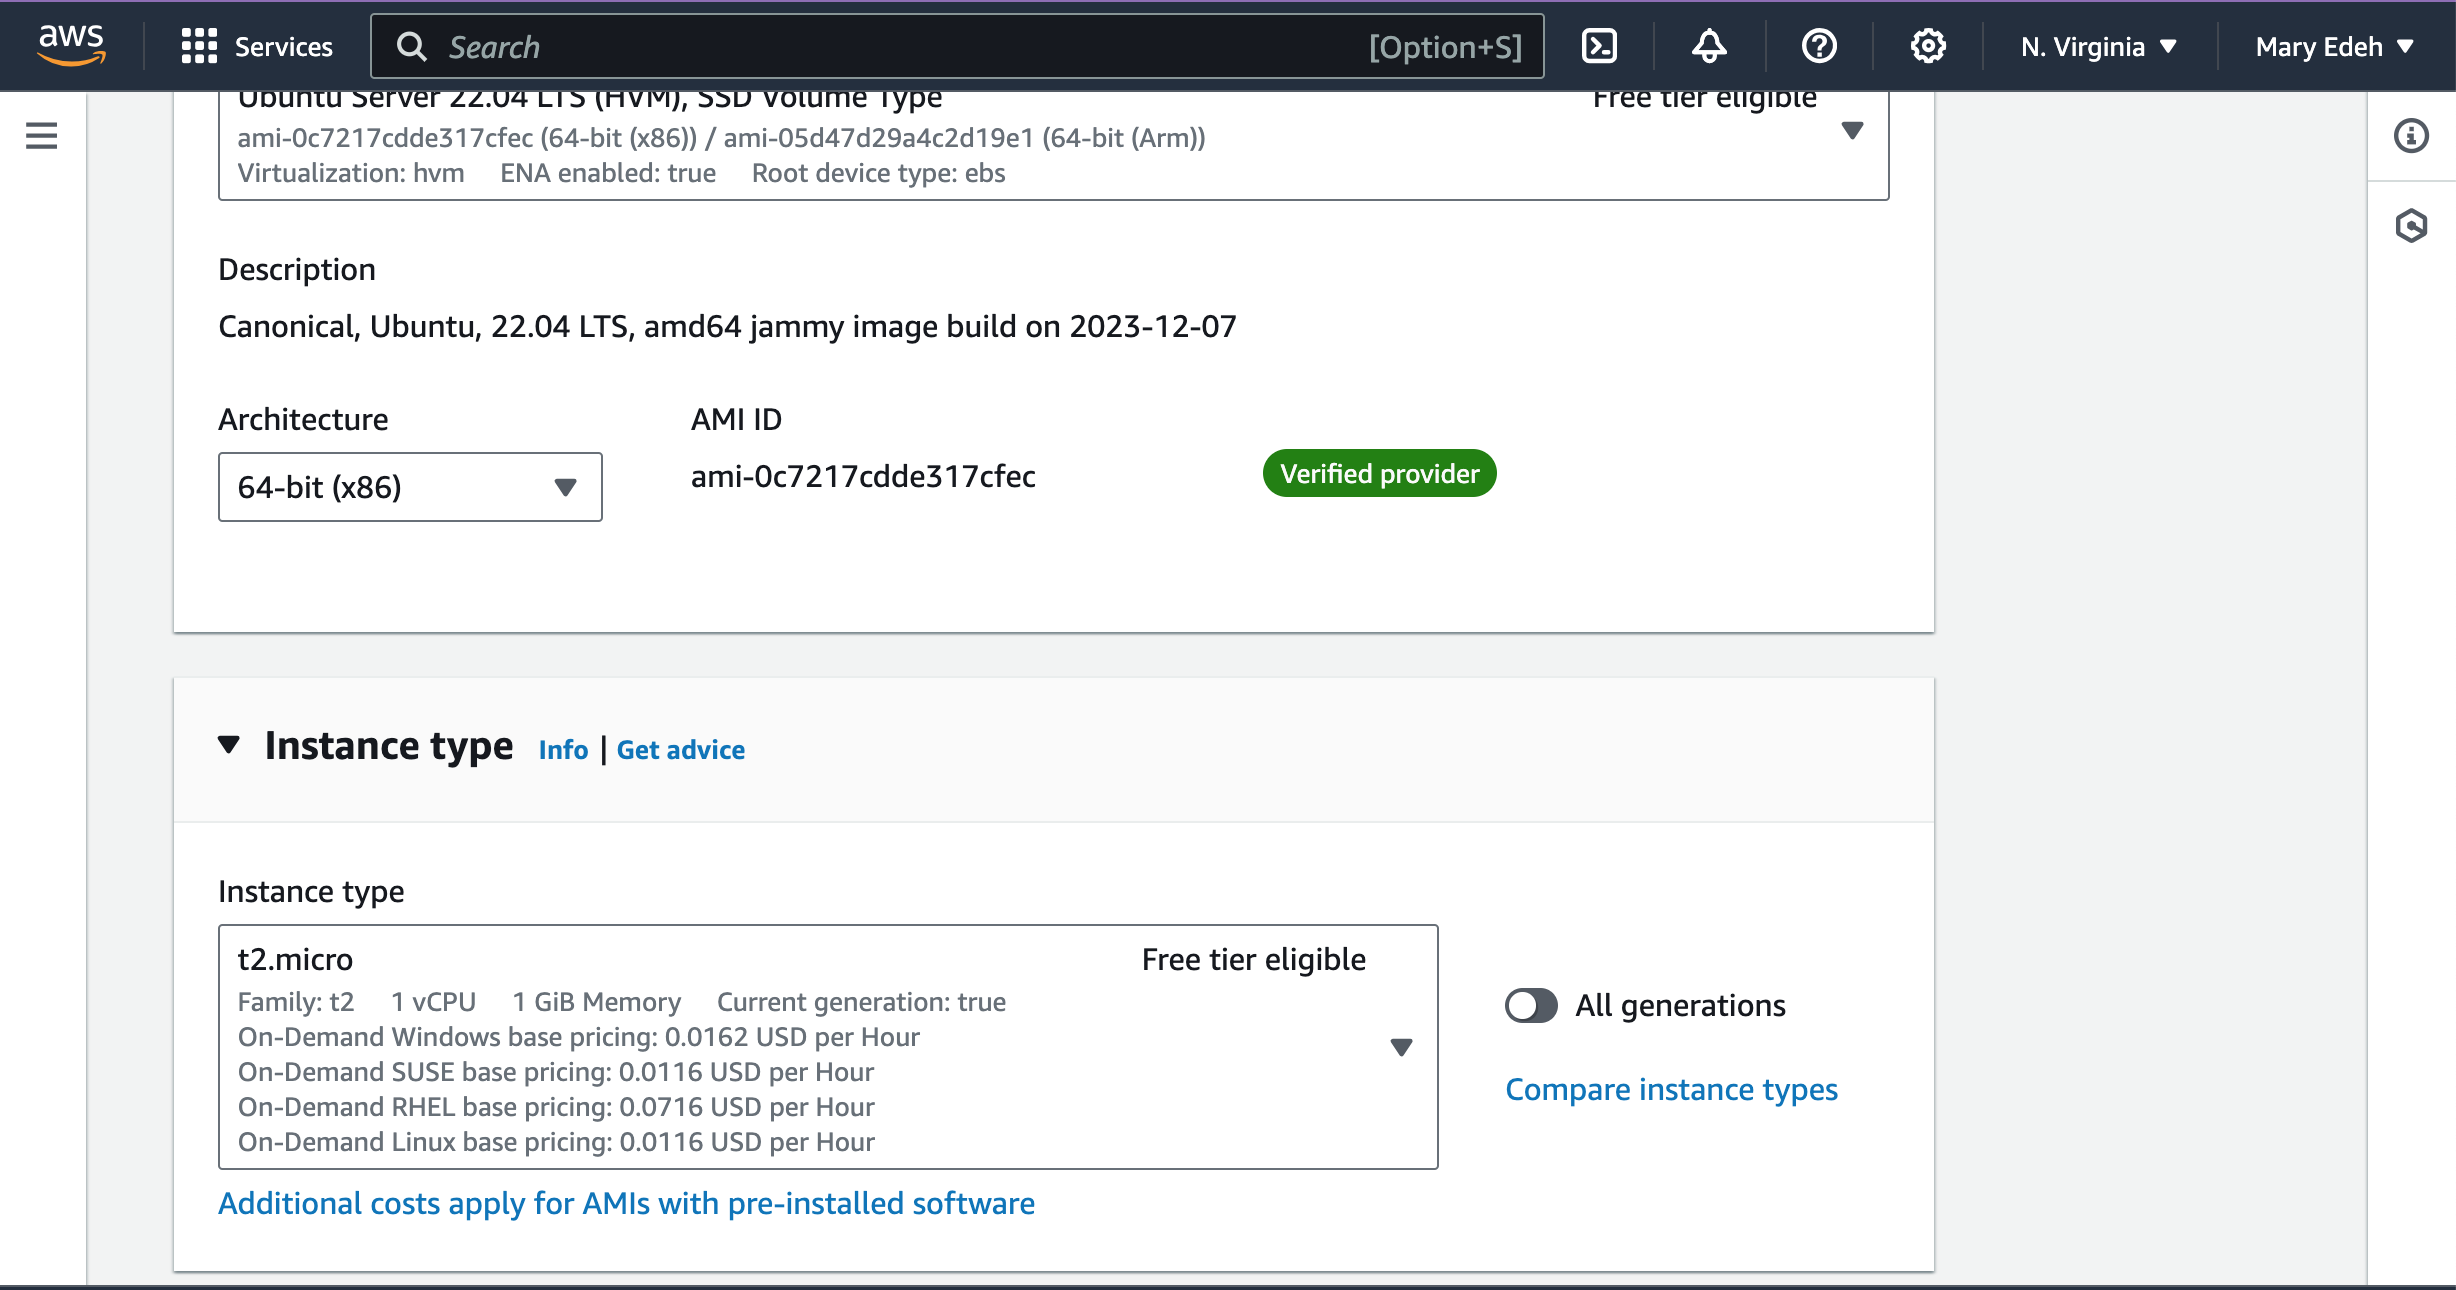 aws Services Search [Option+S] N. Virginia Mary Edeh
Ubuntu Server 22.04 LTS (HVM), SSD Volume Type Free tier eligible
ami-0c7217cdde317cfec (64-bit (x86)) / ami-05d47d29a4c2d19e1 (64-bit (Arm))
Virtualization: hvm ENA enabled: true Root device type: ebs
Description
Canonical, Ubuntu, 22.04 LTS, amd64 jammy image build on 2023-12-07
Architecture AMI ID
64-bit (x86) ami-0c7217cdde317cfec Verified provider
Instance type Info | Get advice
Instance type
t2.micro Free tier eligible
Family: t2 1 vCPU 1 GiB Memory Current generation: true
On-Demand Windows base pricing: 0.0162 USD per Hour
On-Demand SUSE base pricing: 0.0116 USD per Hour
On-Demand RHEL base pricing: 0.0716 USD per Hour
On-Demand Linux base pricing: 0.0116 USD per Hour
All generations
Compare instance types
Additional costs apply for AMIs with pre-installed software